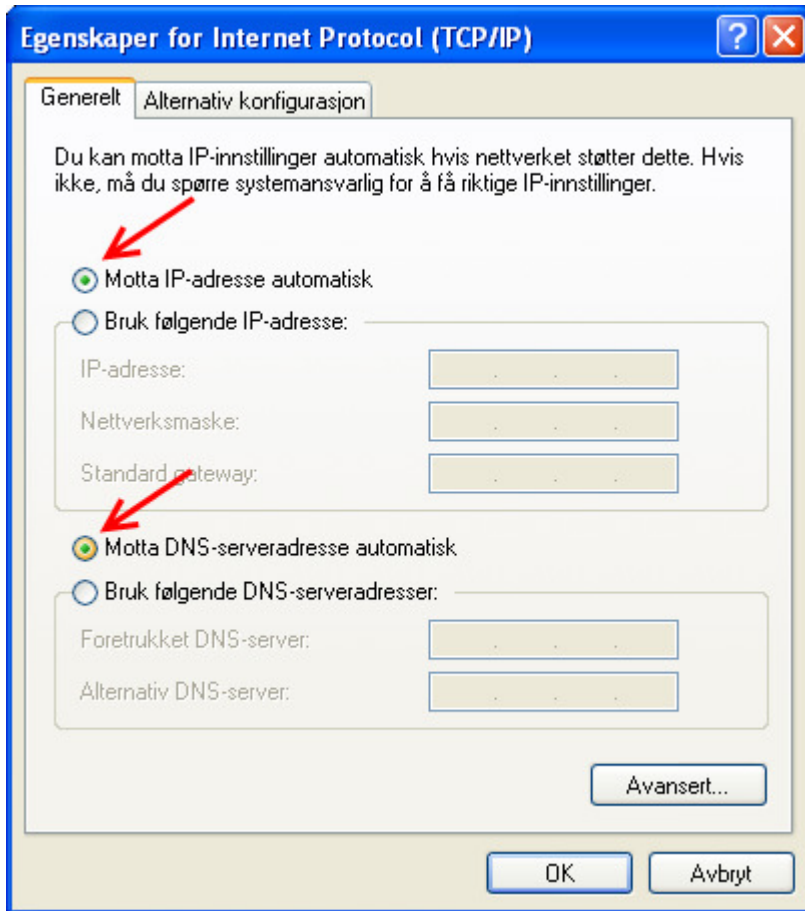 Egenskaper for Internet Protocol (TCP/IP)
Generelt
Alternativ konfigurasjon
Du kan motta IP-innstillinger automatisk hvis nettverket støtter dette. Hvis
ikke, må du spørre systemansvarlig for å få riktige IP-innstillinger.
Motta IP-adresse automatisk
Bruk følgende IP-adresse:
IP-adresse:
Nettverksmaske:
Standard gateway:
Motta DNS-serveradresse automatisk
Bruk følgende DNS-serveradresser:
Foretrukket DNS-server:
Alternativ DNS-server:
Avansert...
OK
Avbryt